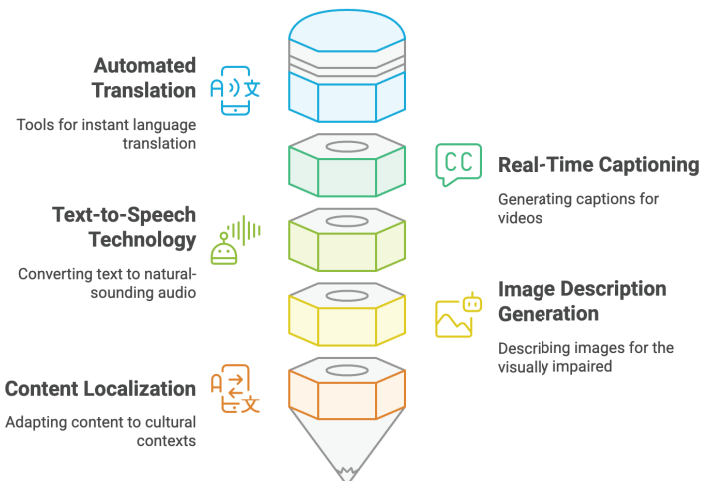 Automated
Translation
Tools for instant language
translation
CC
Real-Time Captioning
Generating captions for
videos
Text-to-Speech
Technology
Converting text to natural-
sounding audio
Image Description
Generation
Describing images for the
visually impaired
Content Localization
Adapting content to cultural
contexts
A 文
A 文